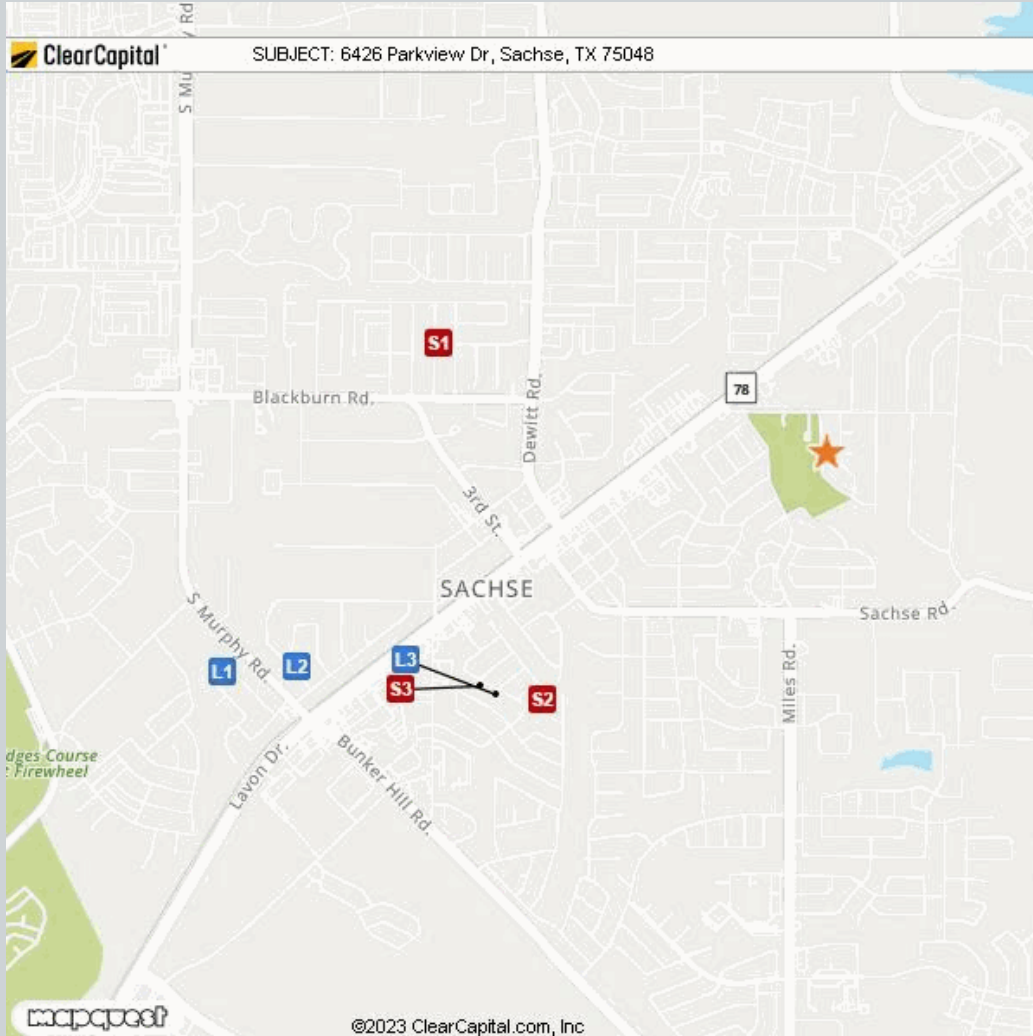 S Mu y Rd
ClearCapital
SUBJECT: 6426 Parkview Dr, Sachse, TX 75048
S1
Blackburn Rd.
Dewitt Rd.
78
3rd St.
SACHSE
Sachse Rd.
S Murphy Rd.
L1
L2
L3
S3
S2
Miles Rd.
dges Course
t Firewheel
Lavon Dr.
Bunker Hill Rd.
mapquest
©2023 ClearCapital.com, Inc